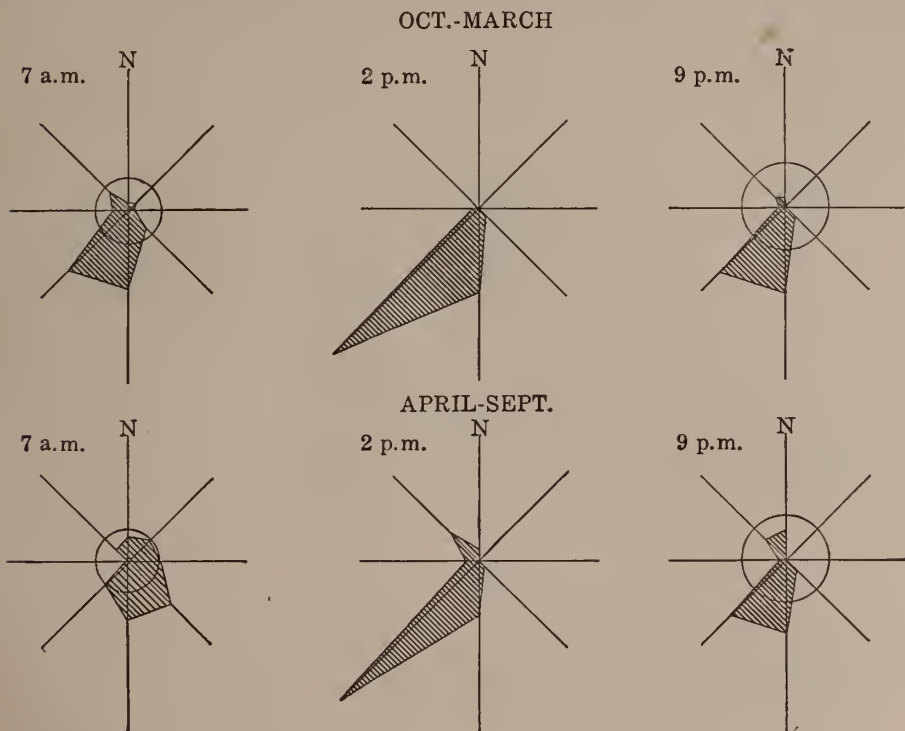 OCT.-MARCH
7 a.m.
N
2 p.m.
N
9 p.m.
N
APRIL-SEPT.
7 a.m.
N
2 p.m.
N
9 p.m.
N